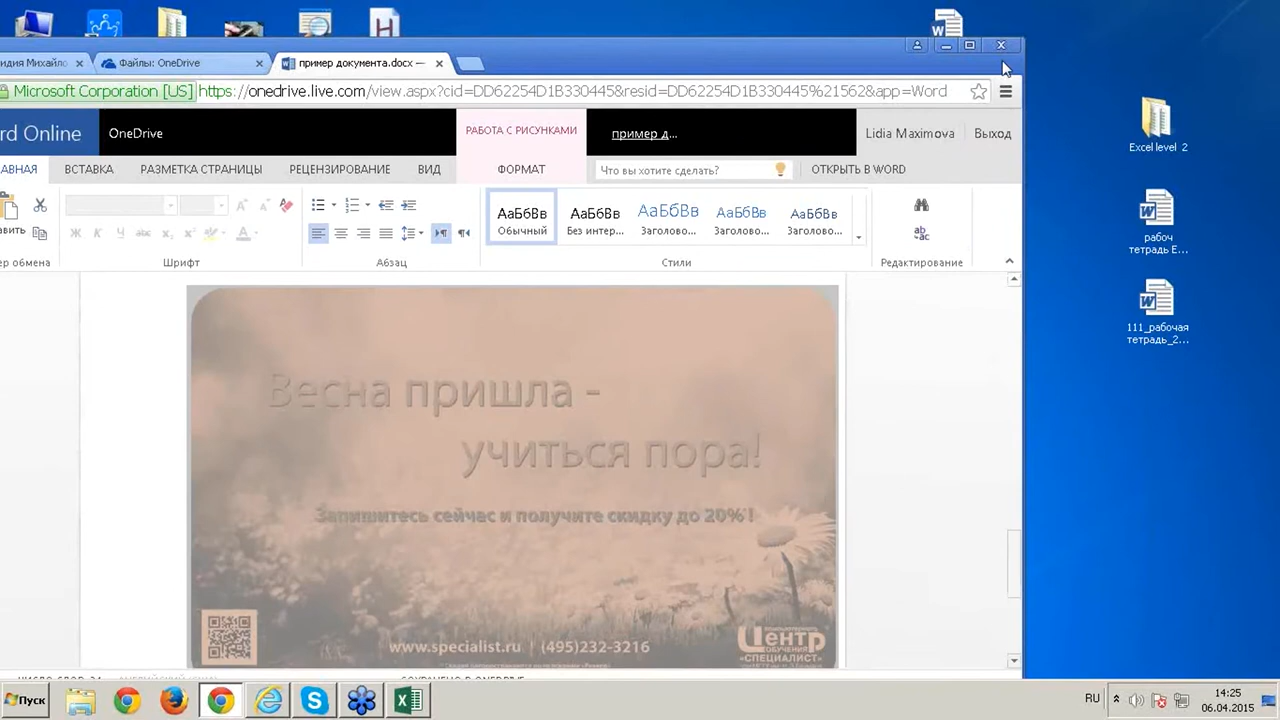 идия Михайло
Файлы: OneDrive
пример документа.docx —
Microsoft Corporation [US]
https://onedrive.live.com/view.aspx?cid=DD62254D1B330445&resid=DD62254D1B330445%21562&app=Word
rd Online
OneDrive
РАБОТА С РИСУНКАМИ
пример д...
Lidia Maximova
Выход
АВНАЯ
ВСТАВКА
РАЗМЕТКА СТРАНИЦЫ
РЕЦЕНЗИРОВАНИЕ
ВИД
ФОРМАТ
Что вы хотите сделать?
ОТКРЫТЬ В WORD
авить
АаБбВв
АаБбВв
АаБбВв
АаБбВв
АаБбВв
Обычный
Без интер...
Заголово...
Заголово...
Заголово...
ер обмена
Шрифт
Абзац
Стили
Редактирование
Весна пришла -
учиться пора!
Запишитесь сейчас и получите скидку до 20%*!
www.specialist.ru | (495)232-3216
Центр
ОБУЧЕНИЯ
«СПЕЦИАЛИСТ»
Excel level 2
рабоч
тетрадь E...
111_рабочая
тетрадь_2...
Пуск
RU
14:25
06.04.2015